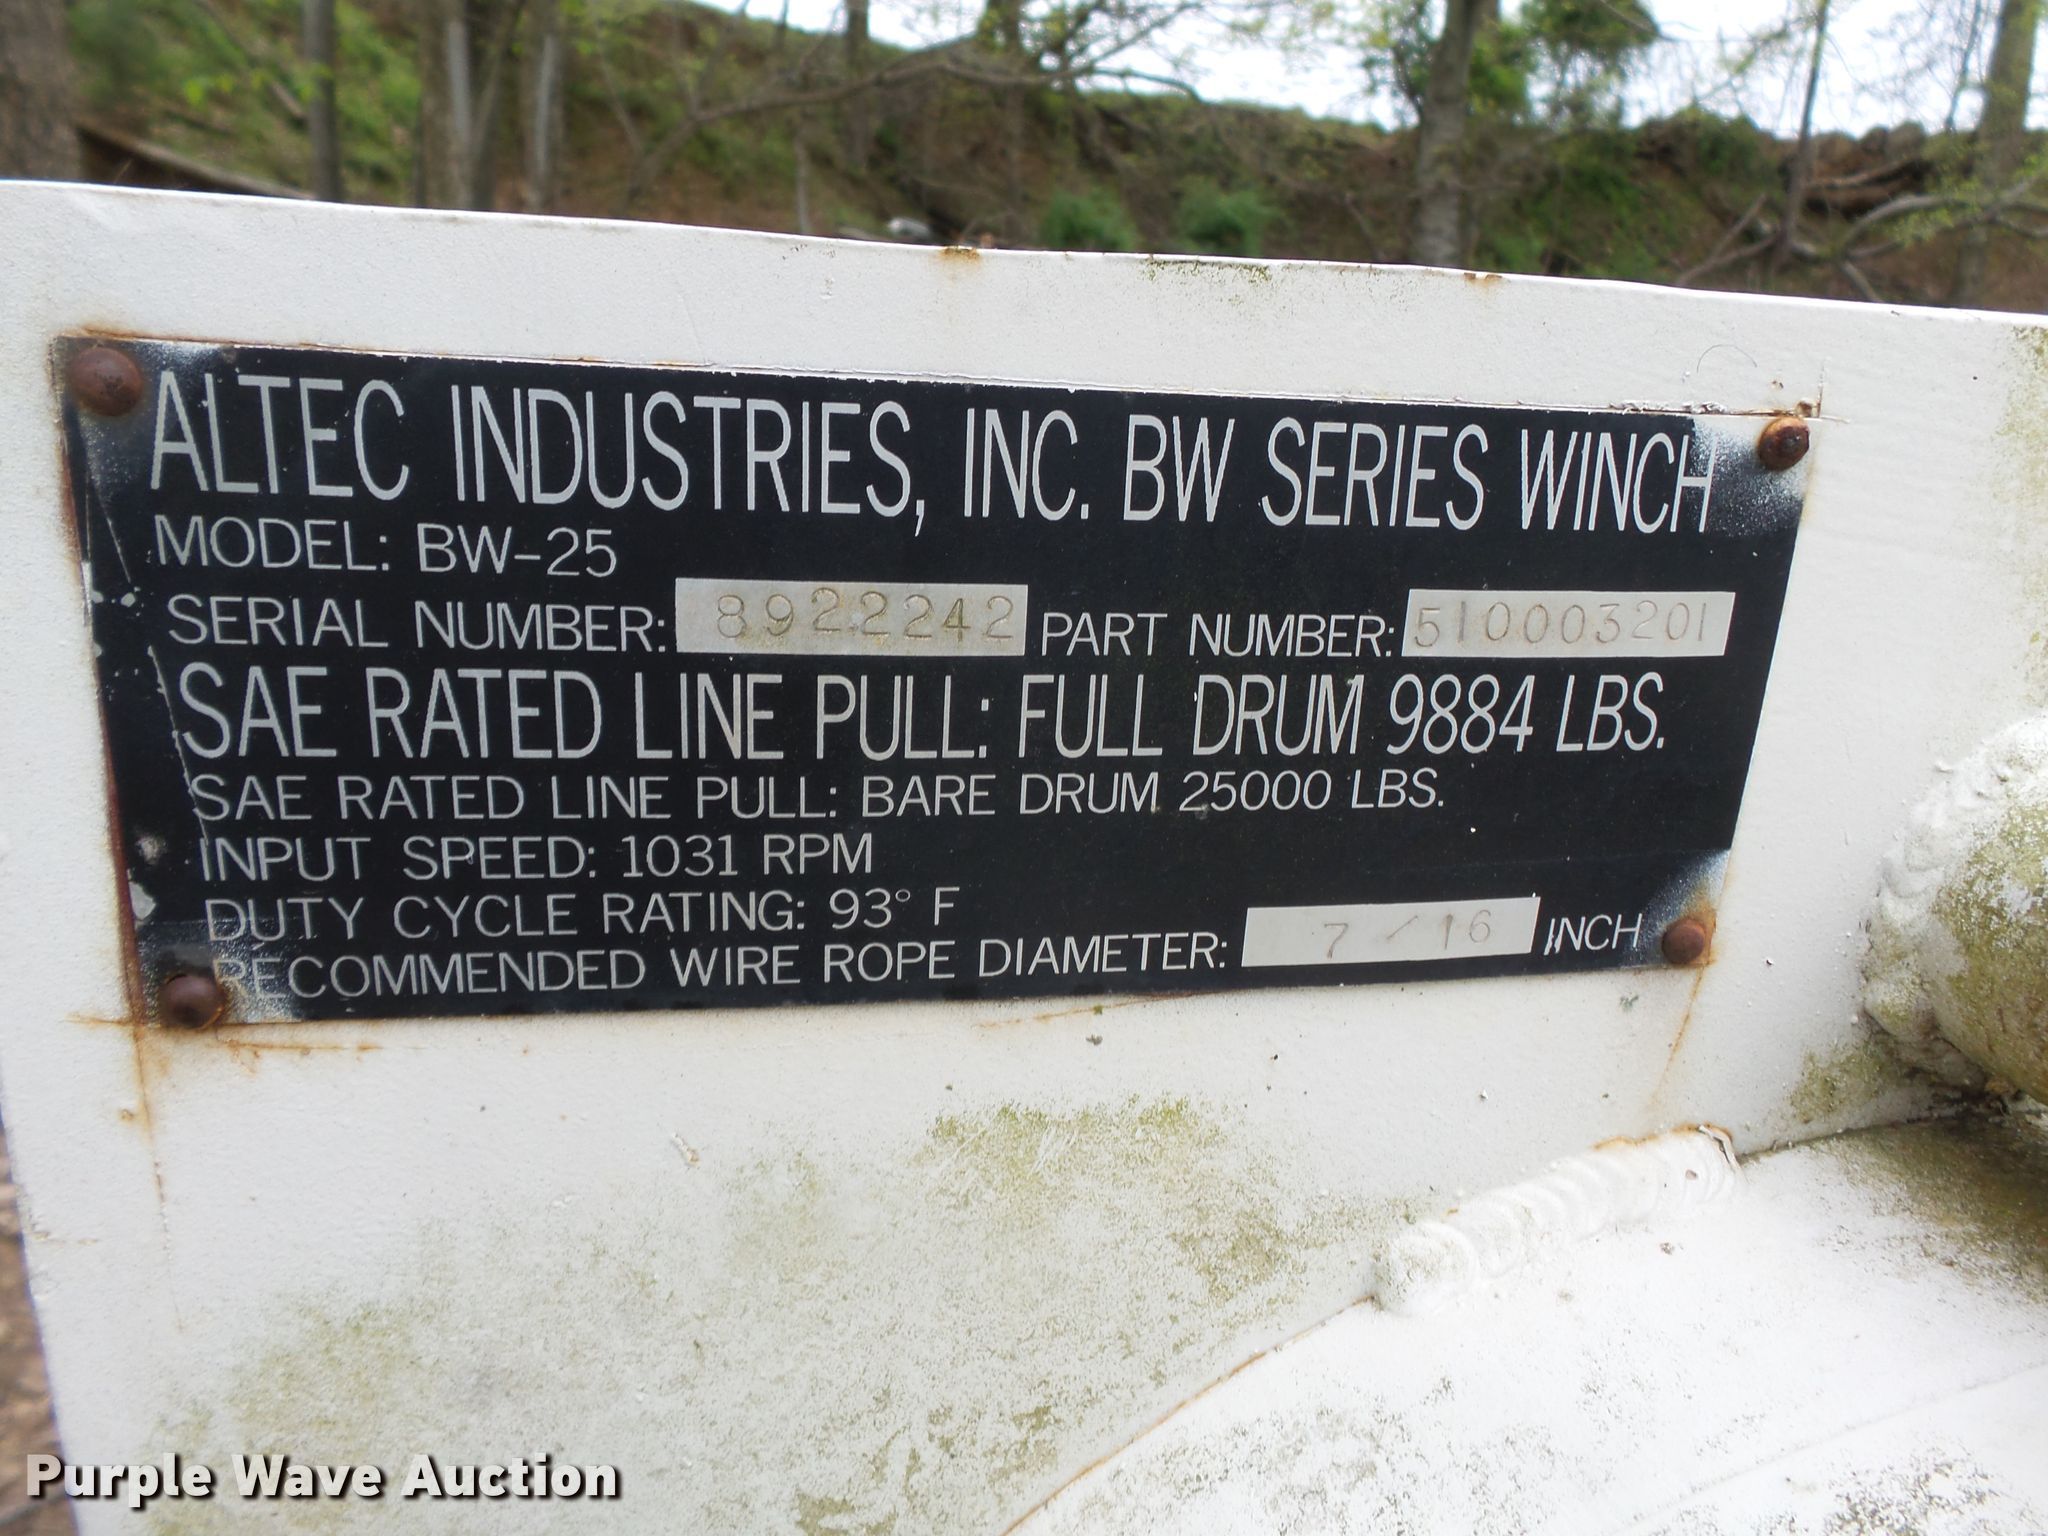 ALTEC INDUSTRIES, INC. BW SERIES WINCH
MODEL: BW-25
SERIAL NUMBER: 8922242 PART NUMBER: 510003201
SAE RATED LINE PULL: FULL DRUM 9884 LBS.
SAE RATED LINE PULL: BARE DRUM 25000 LBS.
INPUT SPEED: 1031 RPM
DUTY CYCLE RATING: 93° F
RECOMMENDED WIRE ROPE DIAMETER: 7/16 INCH
Purple Wave Auction